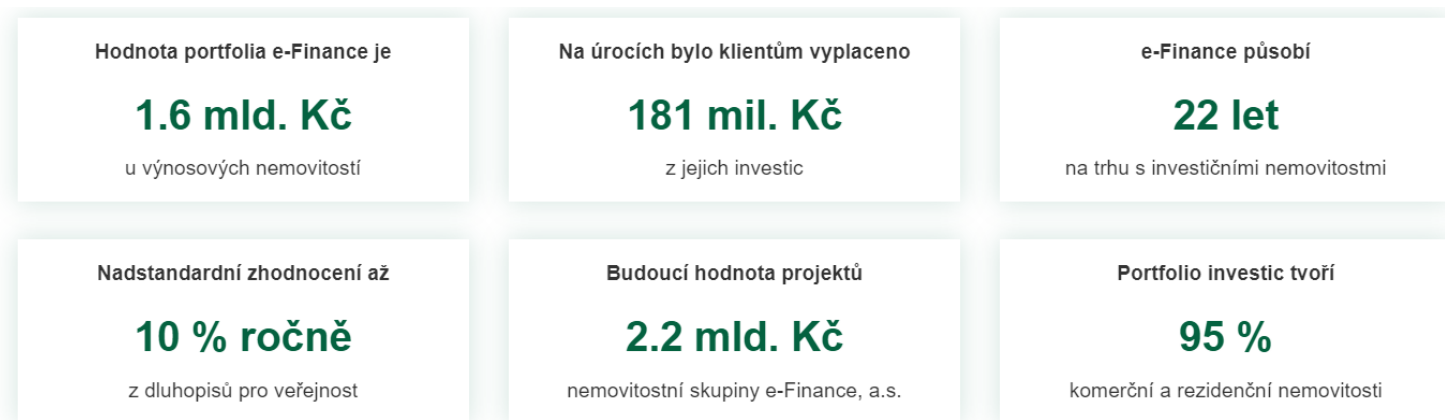 Hodnota portfolia e-Finance je
1.6 mld. Kč
u výnosových nemovitostí
Na úrocích bylo klientům vyplaceno
181 mil. Kč
z jejich investic
e-Finance působí
22 let
na trhu s investičními nemovitostmi
Nadstandardní zhodnocení až
10 % ročně
z dluhopisů pro veřejnost
Budoucí hodnota projektů
2.2 mld. Kč
nemovitostní skupiny e-Finance, a.s.
Portfolio investic tvoří
95 %
komerční a rezidenční nemovitosti